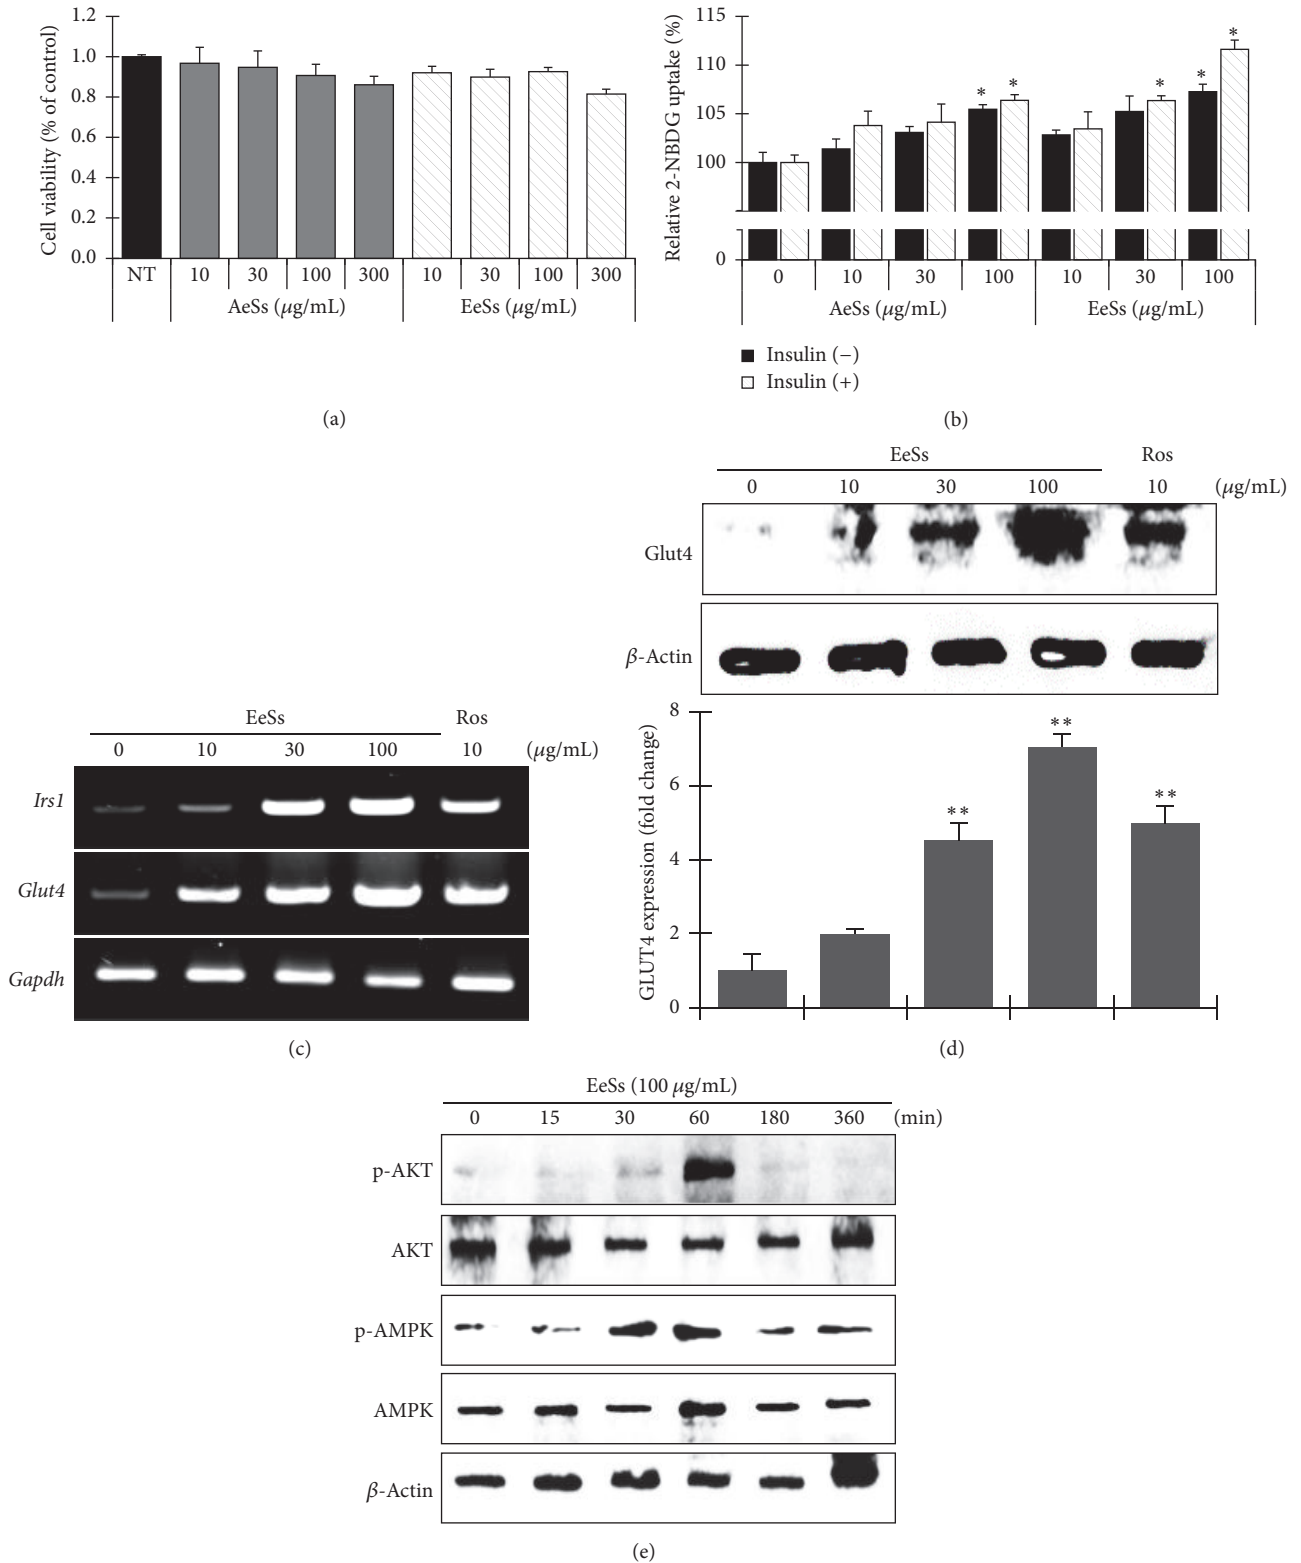 Cell viability (% of control)
1.2
1.0
0.8
0.6
0.4
0.2
0.0
NT 10 30 100 300 10 30 100 300
AeSs (μg/mL) EeSs (μg/mL)
(a)
Relative 2-NBDG uptake (%)
115
110
105
100
0
* * * * *
0 10 30 100 10 30 100
AeSs (μg/mL) EeSs (μg/mL)
Insulin (−)
Insulin (+)
(b)
EeSs Ros
0 10 30 100 10 (μg/mL)
Irs1
Glut4
Gapdh
(c)
EeSs Ros
0 10 30 100 10 (μg/mL)
Glut4
β-Actin
GLUT4 expression (fold change)
8
6
4
2
0
** ** **
(d)
EeSs (100 μg/mL)
0 15 30 60 180 360 (min)
p-AKT
AKT
p-AMPK
AMPK
β-Actin
(e)